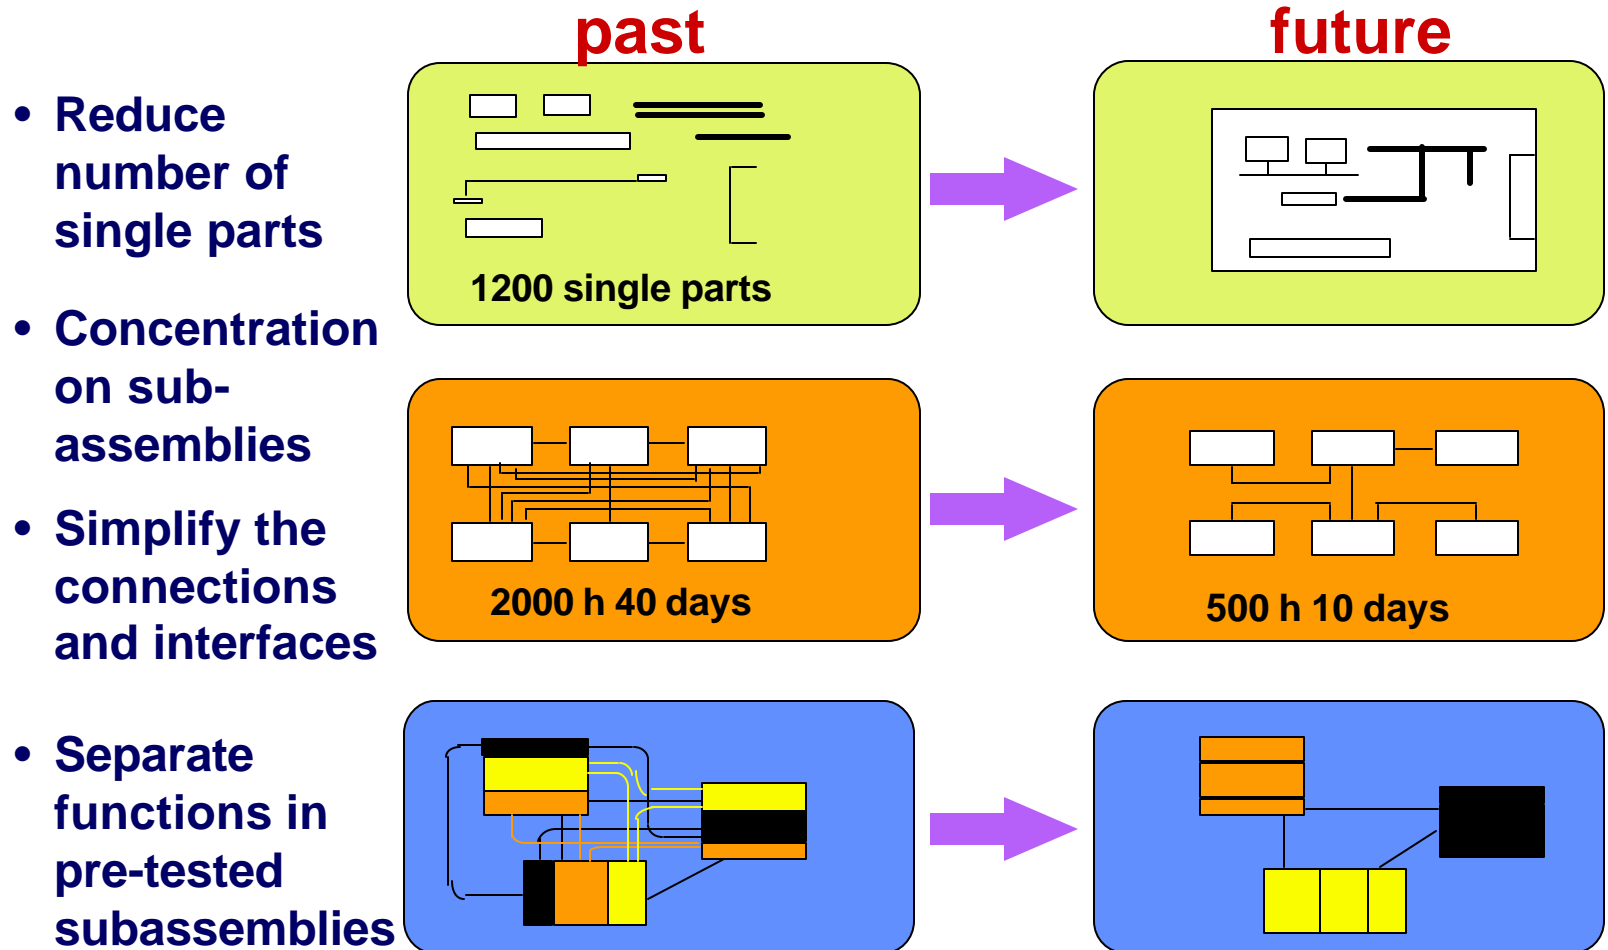 past
future
• Reduce
number of
single parts
• Concentration
on sub-
assemblies
• Simplify the
connections
and interfaces
• Separate
functions in
pre-tested
subassemblies
1200 single parts
2000 h 40 days
500 h 10 days